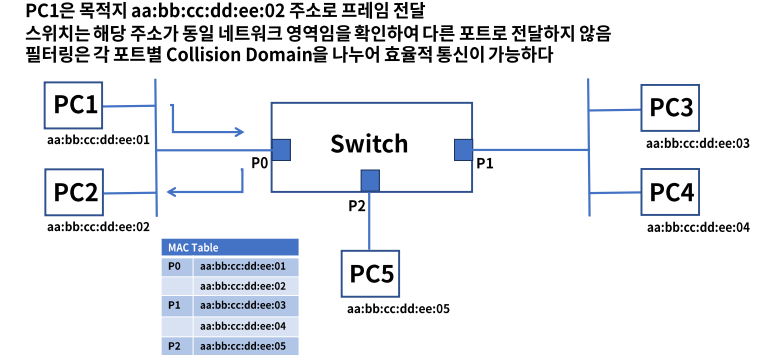 PC1은 목적지 aa:bb:cc:dd:ee:02 주소로 프레임 전달
스위치는 해당 주소가 동일 네트워크 영역임을 확인하여 다른 포트로 전달하지 않음
필터링은 각 포트별 Collision Domain을 나누어 효율적 통신이 가능하다
PC1
aa:bb:cc:dd:ee:01
PC2
aa:bb:cc:dd:ee:02
Switch
P0
P1
P2
PC3
aa:bb:cc:dd:ee:03
PC4
aa:bb:cc:dd:ee:04
PC5
aa:bb:cc:dd:ee:05
MAC Table
P0 aa:bb:cc:dd:ee:01
aa:bb:cc:dd:ee:02
P1 aa:bb:cc:dd:ee:03
aa:bb:cc:dd:ee:04
P2 aa:bb:cc:dd:ee:05